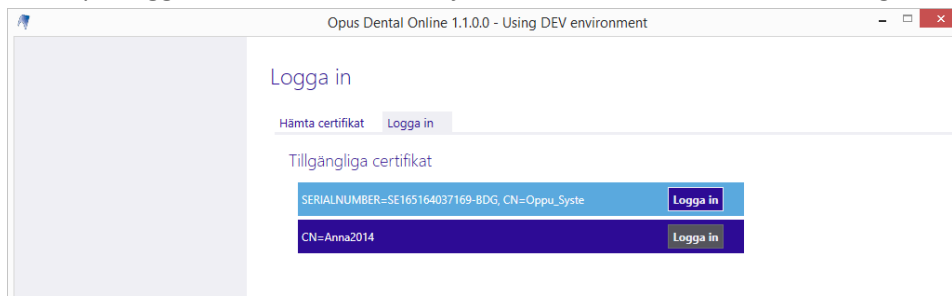 Opus Dental Online 1.1.0.0 - Using DEV environment
Logga in
Hämta certifikat Logga in
Tillgängliga certifikat
SERIALNUMBER=SE165164037169-BDG, CN=Oppu_Syste Logga in
CN=Anna2014 Logga in